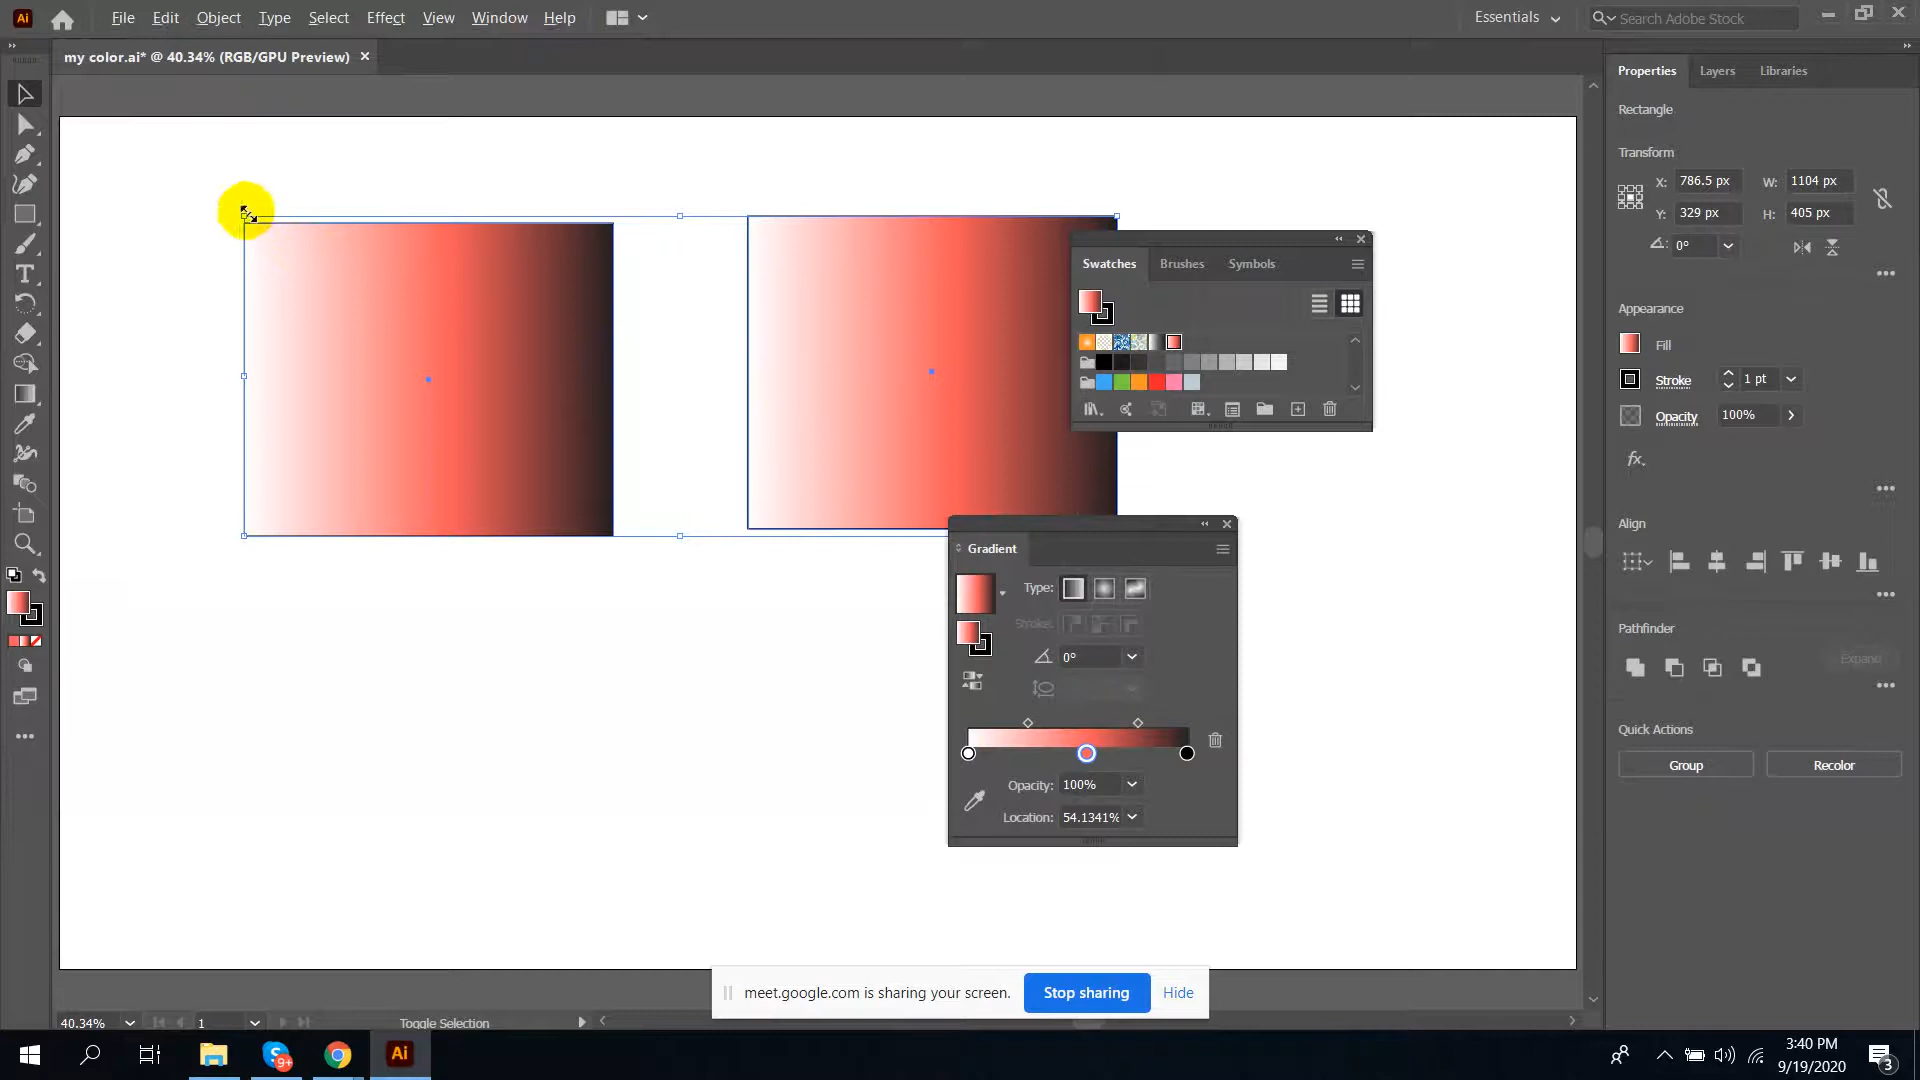 Ai
File Edit Object Type Select Effect View Window Help
Essentials
Search Adobe Stock
my color.ai* @ 40.34% (RGB/GPU Preview)
Properties Layers Libraries
Rectangle
Transform
X: 786.5 px W: 1104 px
Y: 329 px H: 405 px
0°
Appearance
Fill
Stroke 1 pt
Opacity 100%
fx.
Align
Pathfinder
Expand
Quick Actions
Group Recolor
Swatches Brushes Symbols
Gradient
Type:
Stroke:
0°
Opacity: 100%
Location: 54.1341%
meet.google.com is sharing your screen. Stop sharing Hide
40.34% 1 Toggle Selection
9+
Ai
3:40 PM
9/19/2020
3